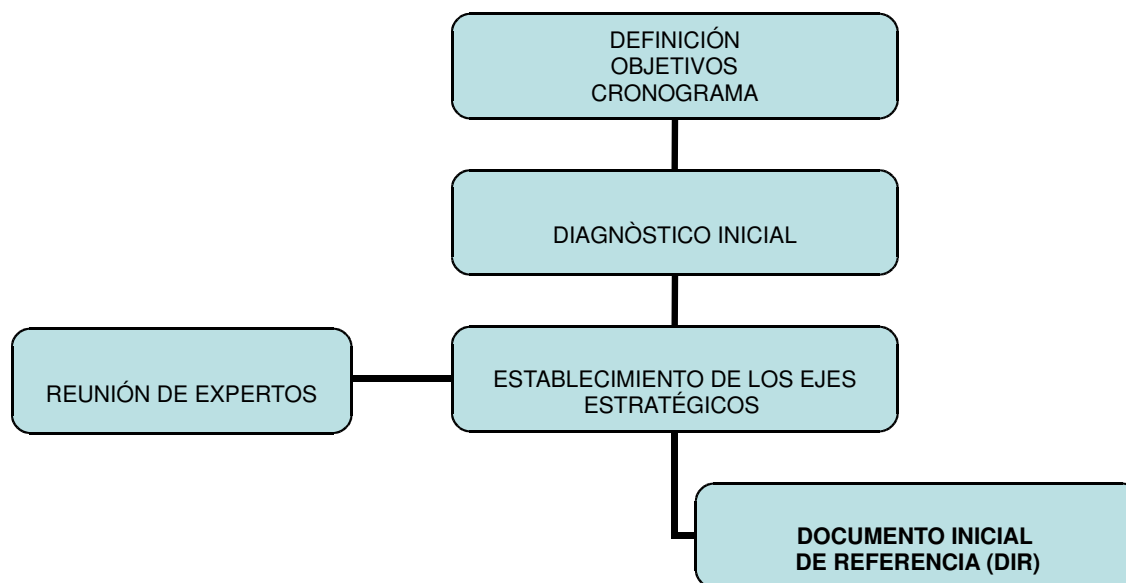 DEFINICIÓN
OBJETIVOS
CRONOGRAMA
DIAGNÒSTICO INICIAL
REUNIÓN DE EXPERTOS
ESTABLECIMIENTO DE LOS EJES
ESTRATÉGICOS
DOCUMENTO INICIAL
DE REFERENCIA (DIR)